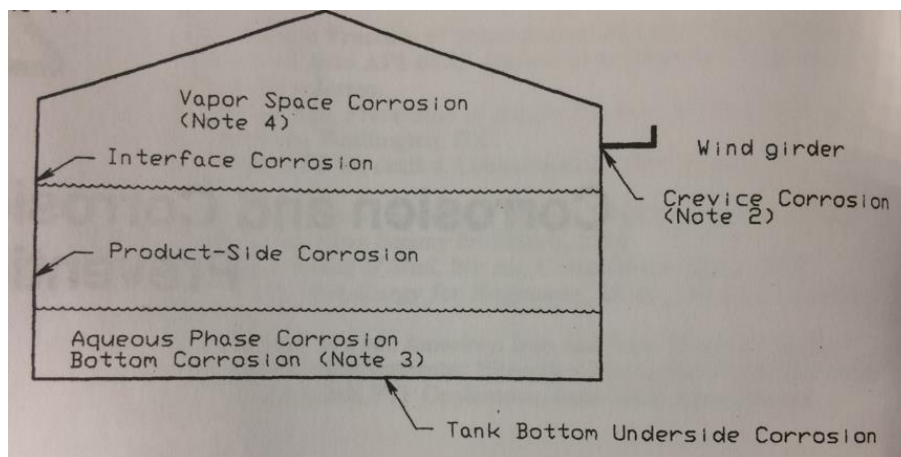 Vapor Space Corrosion
(Note 4)
Interface Corrosion
Wind girder
Crevice Corrosion
(Note 2)
Product-Side Corrosion
Aqueous Phase Corrosion
Bottom Corrosion (Note 3)
Tank Bottom Underside Corrosion